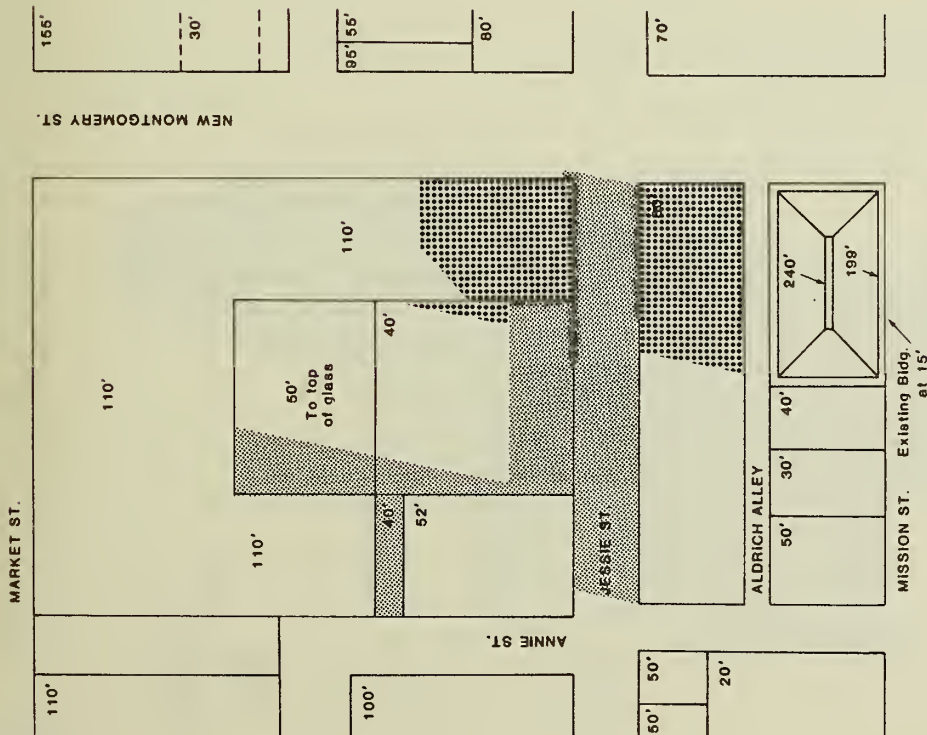 155'
30'
95'
55'
80'
70'
NEW MONTGOMERY ST.
MARKET ST.
110'
110'
50'
To top
of glass
40'
110'
40'
52'
JESSIE ST.
ALDRICH ALLEY
240'
199'
Existing Bldg.
at 15'
40'
30'
50'
MISSION ST.
ANNIE ST.
110'
100'
50'
50'
20'